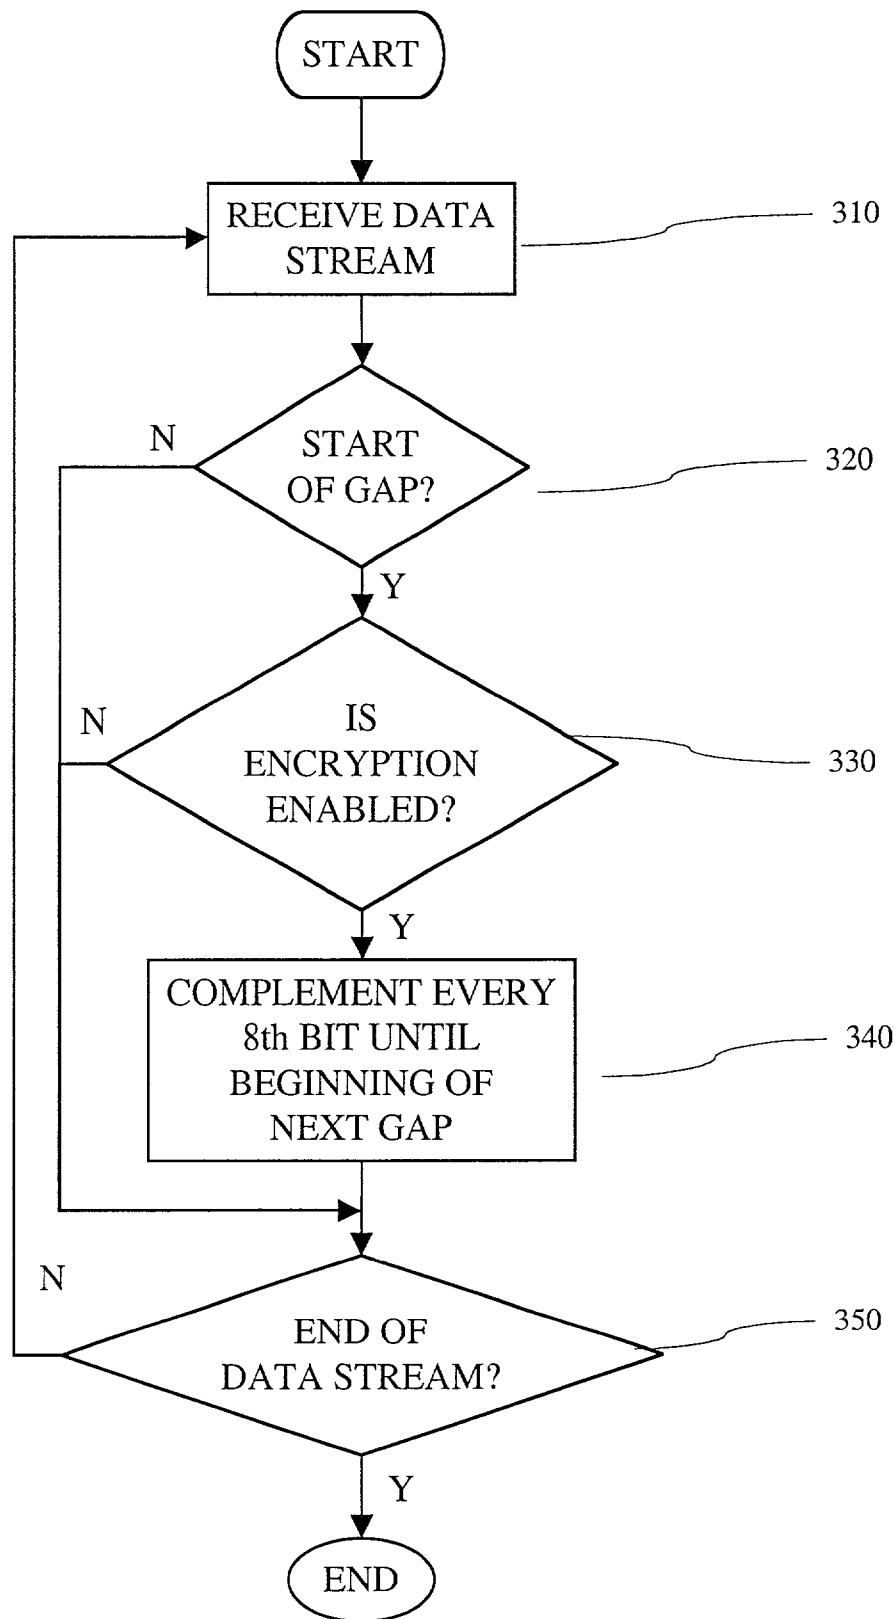 START
RECEIVE DATA
STREAM
310
N
START
OF GAP?
320
Y
N
IS
ENCRYPTION
ENABLED?
330
Y
COMPLEMENT EVERY
8th BIT UNTIL
BEGINNING OF
NEXT GAP
340
N
END OF
DATA STREAM?
350
Y
END